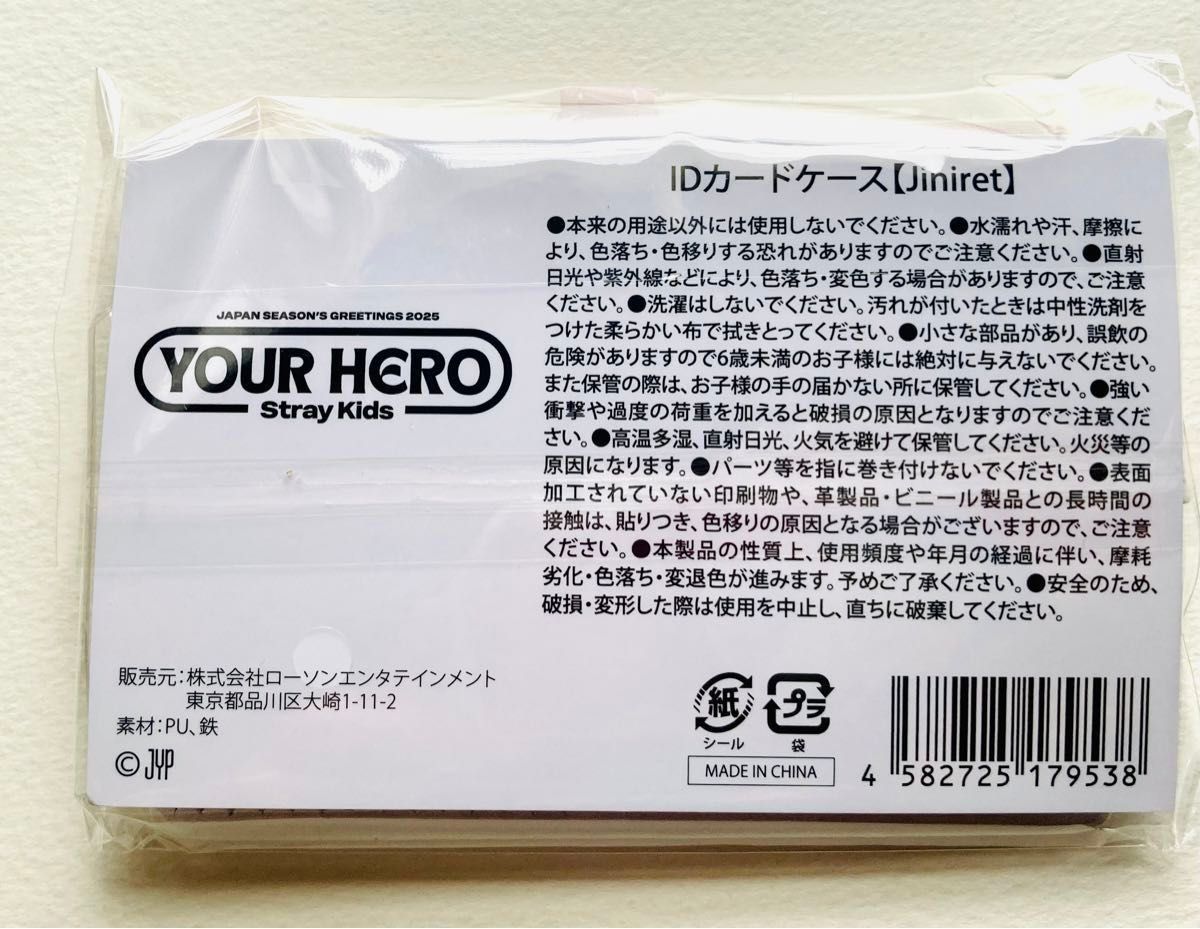 IDカードケース【Jiniret】
●本来の用途以外には使用しないでください。●水濡れや汗、摩擦に
より、色落ち・色移りする恐れがありますのでご注意ください。●直射
日光や紫外線などにより、色落ち・変色する場合がありますので、ご注意
ください。●洗濯はしないでください。汚れが付いたときは中性洗剤を
つけた柔らかい布で拭きとってください。●小さな部品があり、誤飲の
危険がありますので6歳未満のお子様には絶対に与えないでください。
また保管の際は、お子様の手の届かない所に保管してください。●強い
衝撃や過度の荷重を加えると破損の原因となりますのでご注意くだ
さい。●高温多湿、直射日光、火気を避けて保管してください。火災等の
原因になります。●パーツ等を指に巻き付けないでください。●表面
加工されていない印刷物や、革製品・ビニール製品との長時間の
接触は、貼りつき、色移りの原因となる場合がございますので、ご注意
ください。●本製品の性質上、使用頻度や年月の経過に伴い、摩耗
劣化・色落ち・変退色が進みます。予めご了承ください。●安全のため、
破損・変形した際は使用を中止し、直ちに破棄してください。
JAPAN SEASON'S GREETINGS 2025
YOUR HERO
Stray Kids
販売元：株式会社ローソンエンタテインメント
東京都品川区大崎1-11-2
素材：PU、鉄
© JYP
紙
シール
プラ
袋
MADE IN CHINA
4 582725 179538